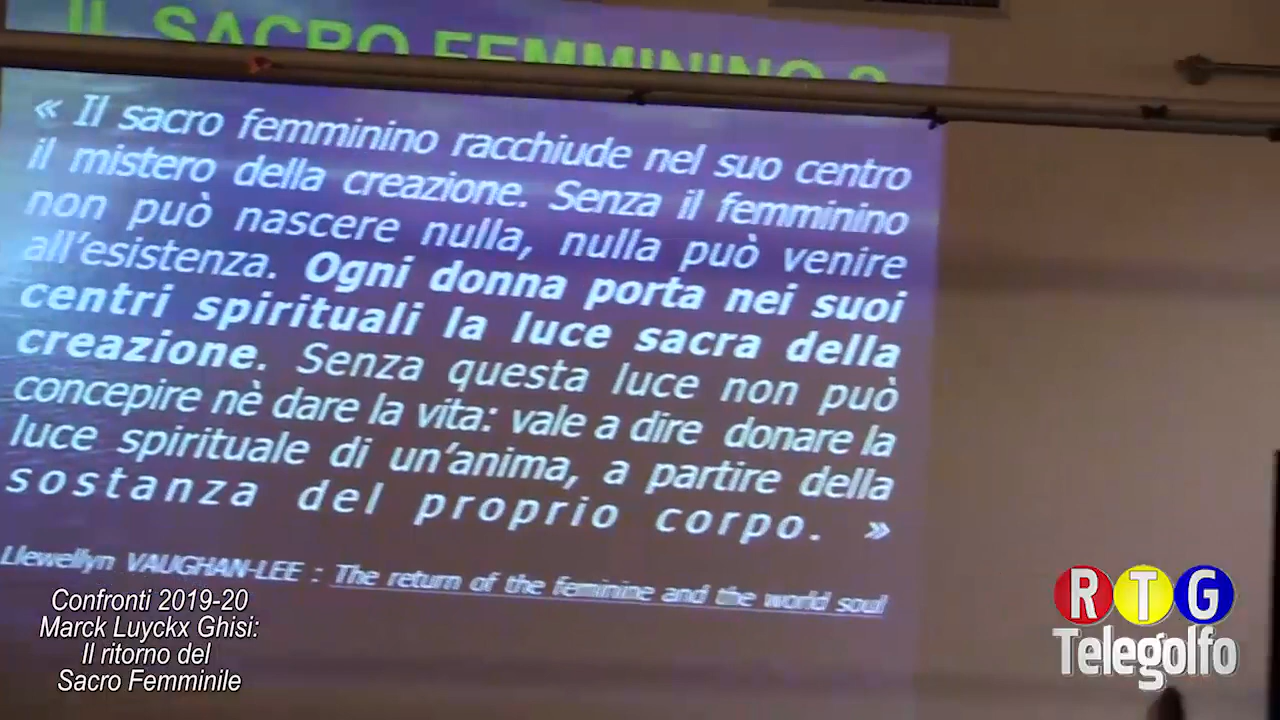 IL SACRO FEMMININO 2
« Il sacro femminino racchiude nel suo centro
il mistero della creazione. Senza il femminino
non può nascere nulla, nulla può venire
all'esistenza. Ogni donna porta nei suoi
centri spirituali la luce sacra della
creazione. Senza questa luce non può
concepire nè dare la vita: vale a dire donare la
luce spirituale di un'anima, a partire della
sostanza del proprio corpo. »
Llewellyn VAUGHAN-LEE : The return of the feminine and the world soul
Confronti 2019-20
Marck Luyckx Ghisi:
Il ritorno del
Sacro Femminile
RTG
Telegolfo